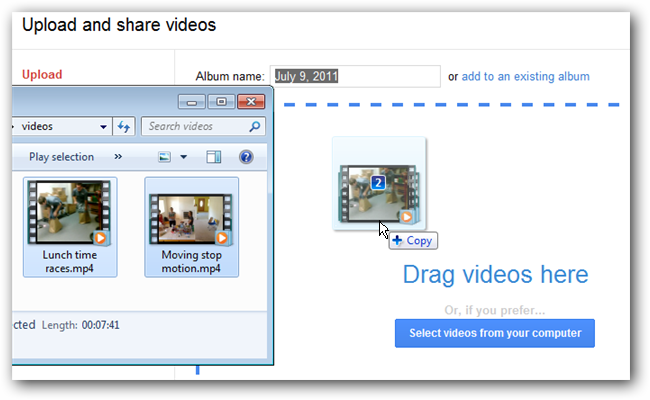 Upload and share videos
Upload
Album name: July 9, 2011 or add to an existing album
videos
Search videos
Play selection »
2
Copy
Lunch time
races.mp4
Moving stop
motion.mp4
Drag videos here
Or, if you prefer...
Select videos from your computer
cted Length: 00:07:41